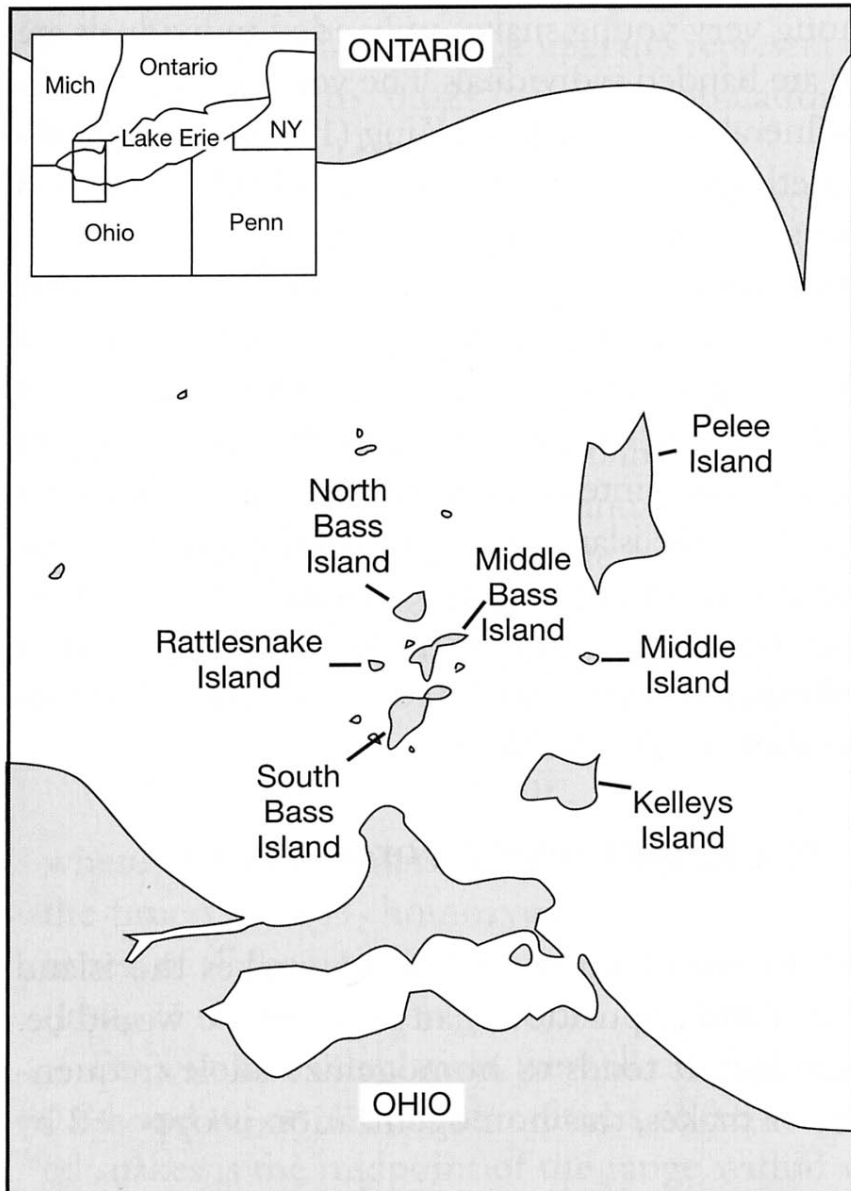 ONTARIO
Mich
Ontario
Lake Erie
NY
Ohio
Penn
Pelee
Island
North
Bass
Island
Middle
Bass
Island
Rattlesnake
Island
Middle
Island
South
Bass
Island
Kelleys
Island
OHIO